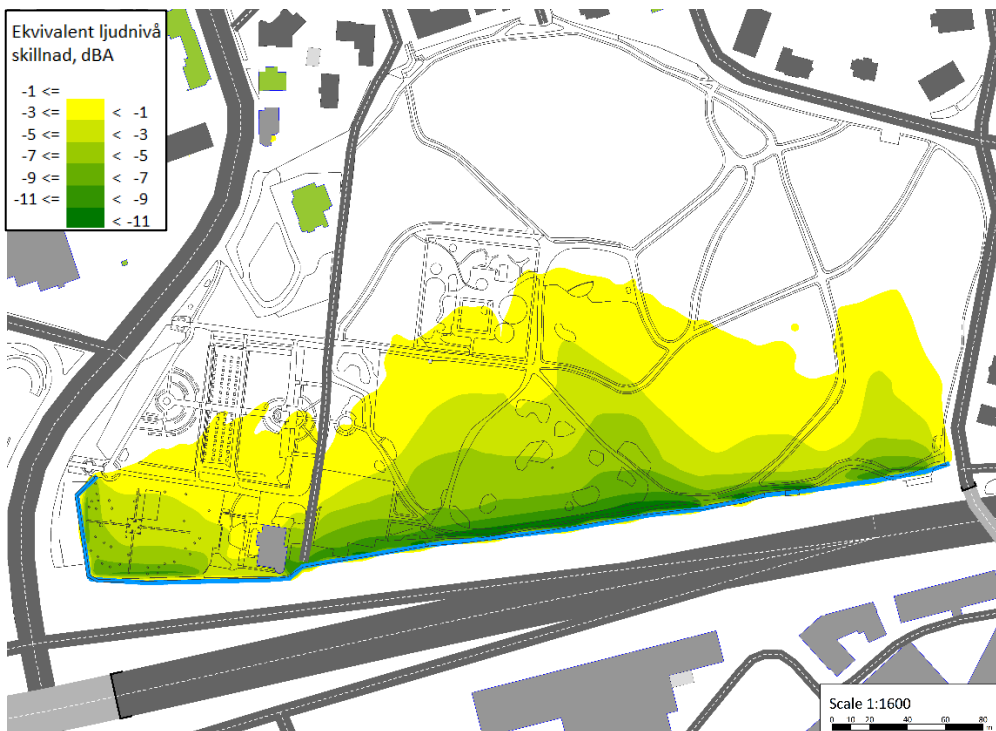 Ekvivalent ljudnivå
skillnad, dBA
-1 <=
-3 <= < -1
-5 <= < -3
-7 <= < -5
-9 <= < -7
-11 <= < -9
< -11
Scale 1:1600
0 10 20 40 60 80
m